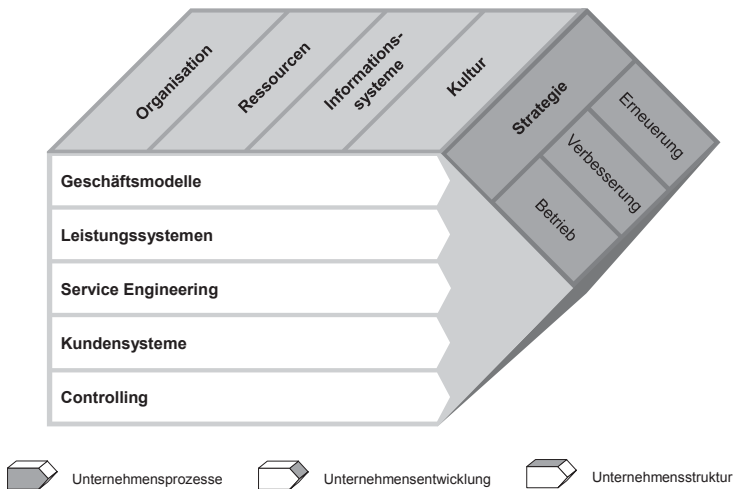 Organisation
Ressourcen
Informations-
systeme
Kultur
Strategie
Erneuerung
Verbesserung
Betrieb
Geschäftsmodelle
Leistungssystemen
Service Engineering
Kundensysteme
Controlling
Unternehmensprozesse
Unternehmensentwicklung
Unternehmensstruktur